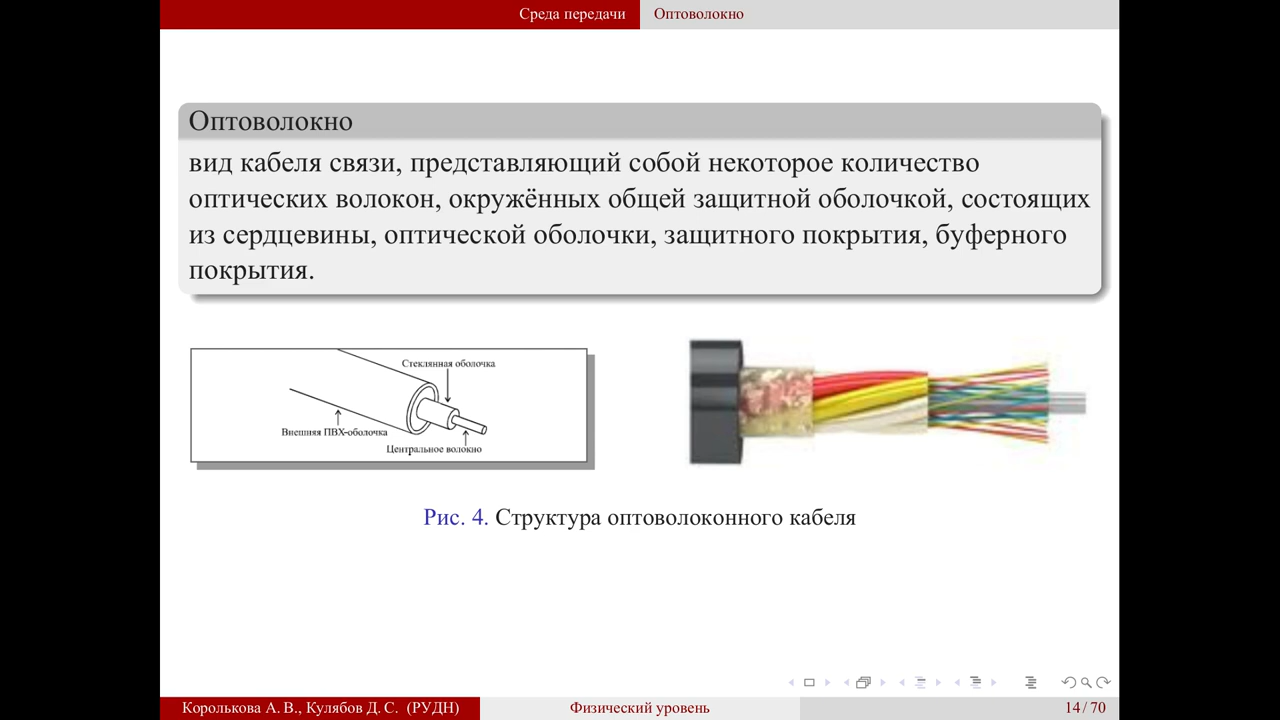 Среда передачи Оптоволокно
Оптоволокно
вид кабеля связи, представляющий собой некоторое количество
оптических волокон, окружённых общей защитной оболочкой, состоящих
из сердцевины, оптической оболочки, защитного покрытия, буферного
покрытия.
Стеклянная оболочка
Внешняя ПВХ-оболочка
Центральное волокно
Рис. 4. Структура оптоволоконного кабеля
Королькова А. В., Кулябов Д. С. (РУДН) Физический уровень 14 / 70